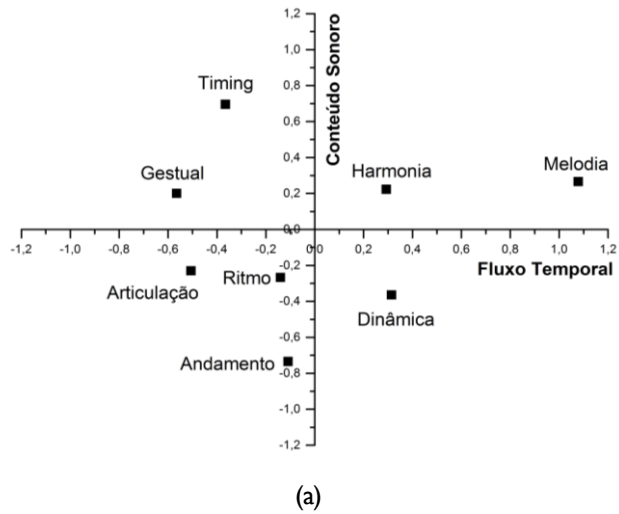 1,2
1,0
0,8
0,6
0,4
0,2
0,0
-0,2
-0,4
-0,6
-0,8
-1,0
-1,2
Conteúdo Sonoro
Timing
Gestual
Harmonia
Melodia
-1,2 -1,0 -0,8 -0,6 -0,4 -0,2 0,0 0,2 0,4 0,6 0,8 1,0 1,2
Fluxo Temporal
Articulação
Ritmo
Dinâmica
Andamento
(a)